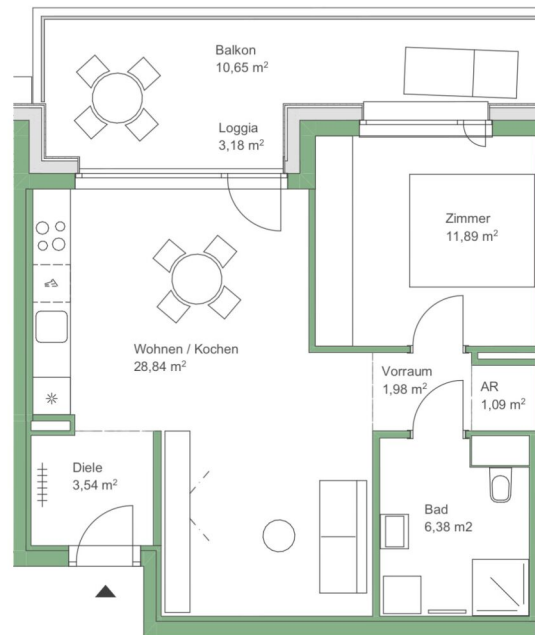 Balkon
10,65 m²
Loggia
3,18 m²
Zimmer
11,89 m²
Wohnen / Kochen
28,84 m²
Vorraum
1,98 m²
AR
1,09 m²
Diele
3,54 m²
Bad
6,38 m2